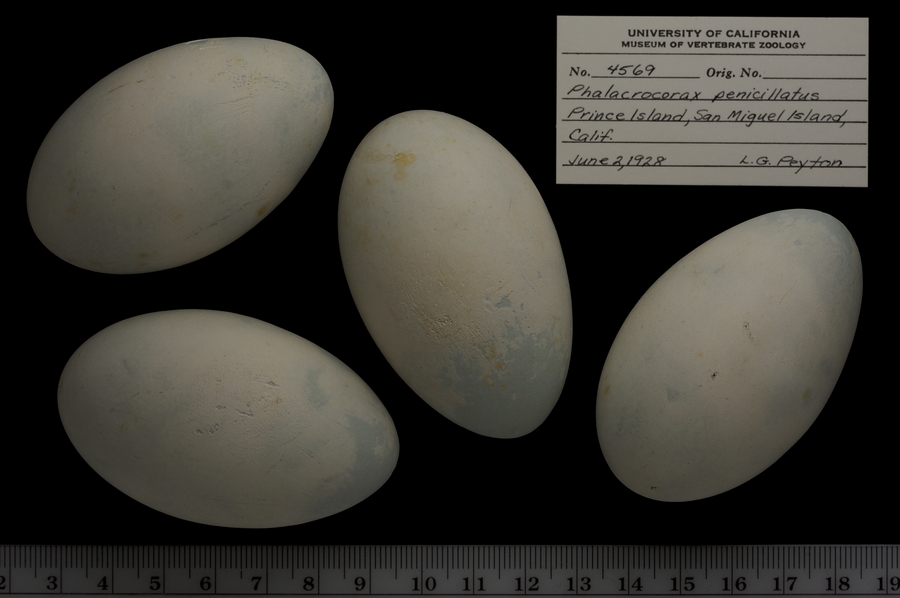 UNIVERSITY OF CALIFORNIA
MUSEUM OF VERTEBRATE ZOOLOGY
No. 4569 Orig. No.
Phalacrocorax penicillatus
Prince Island, San Miguel Island,
Calif.
June 2, 1928 L.G. Peyton
2 3 4 5 6 7 8 9 10 11 12 13 14 15 16 17 18 19